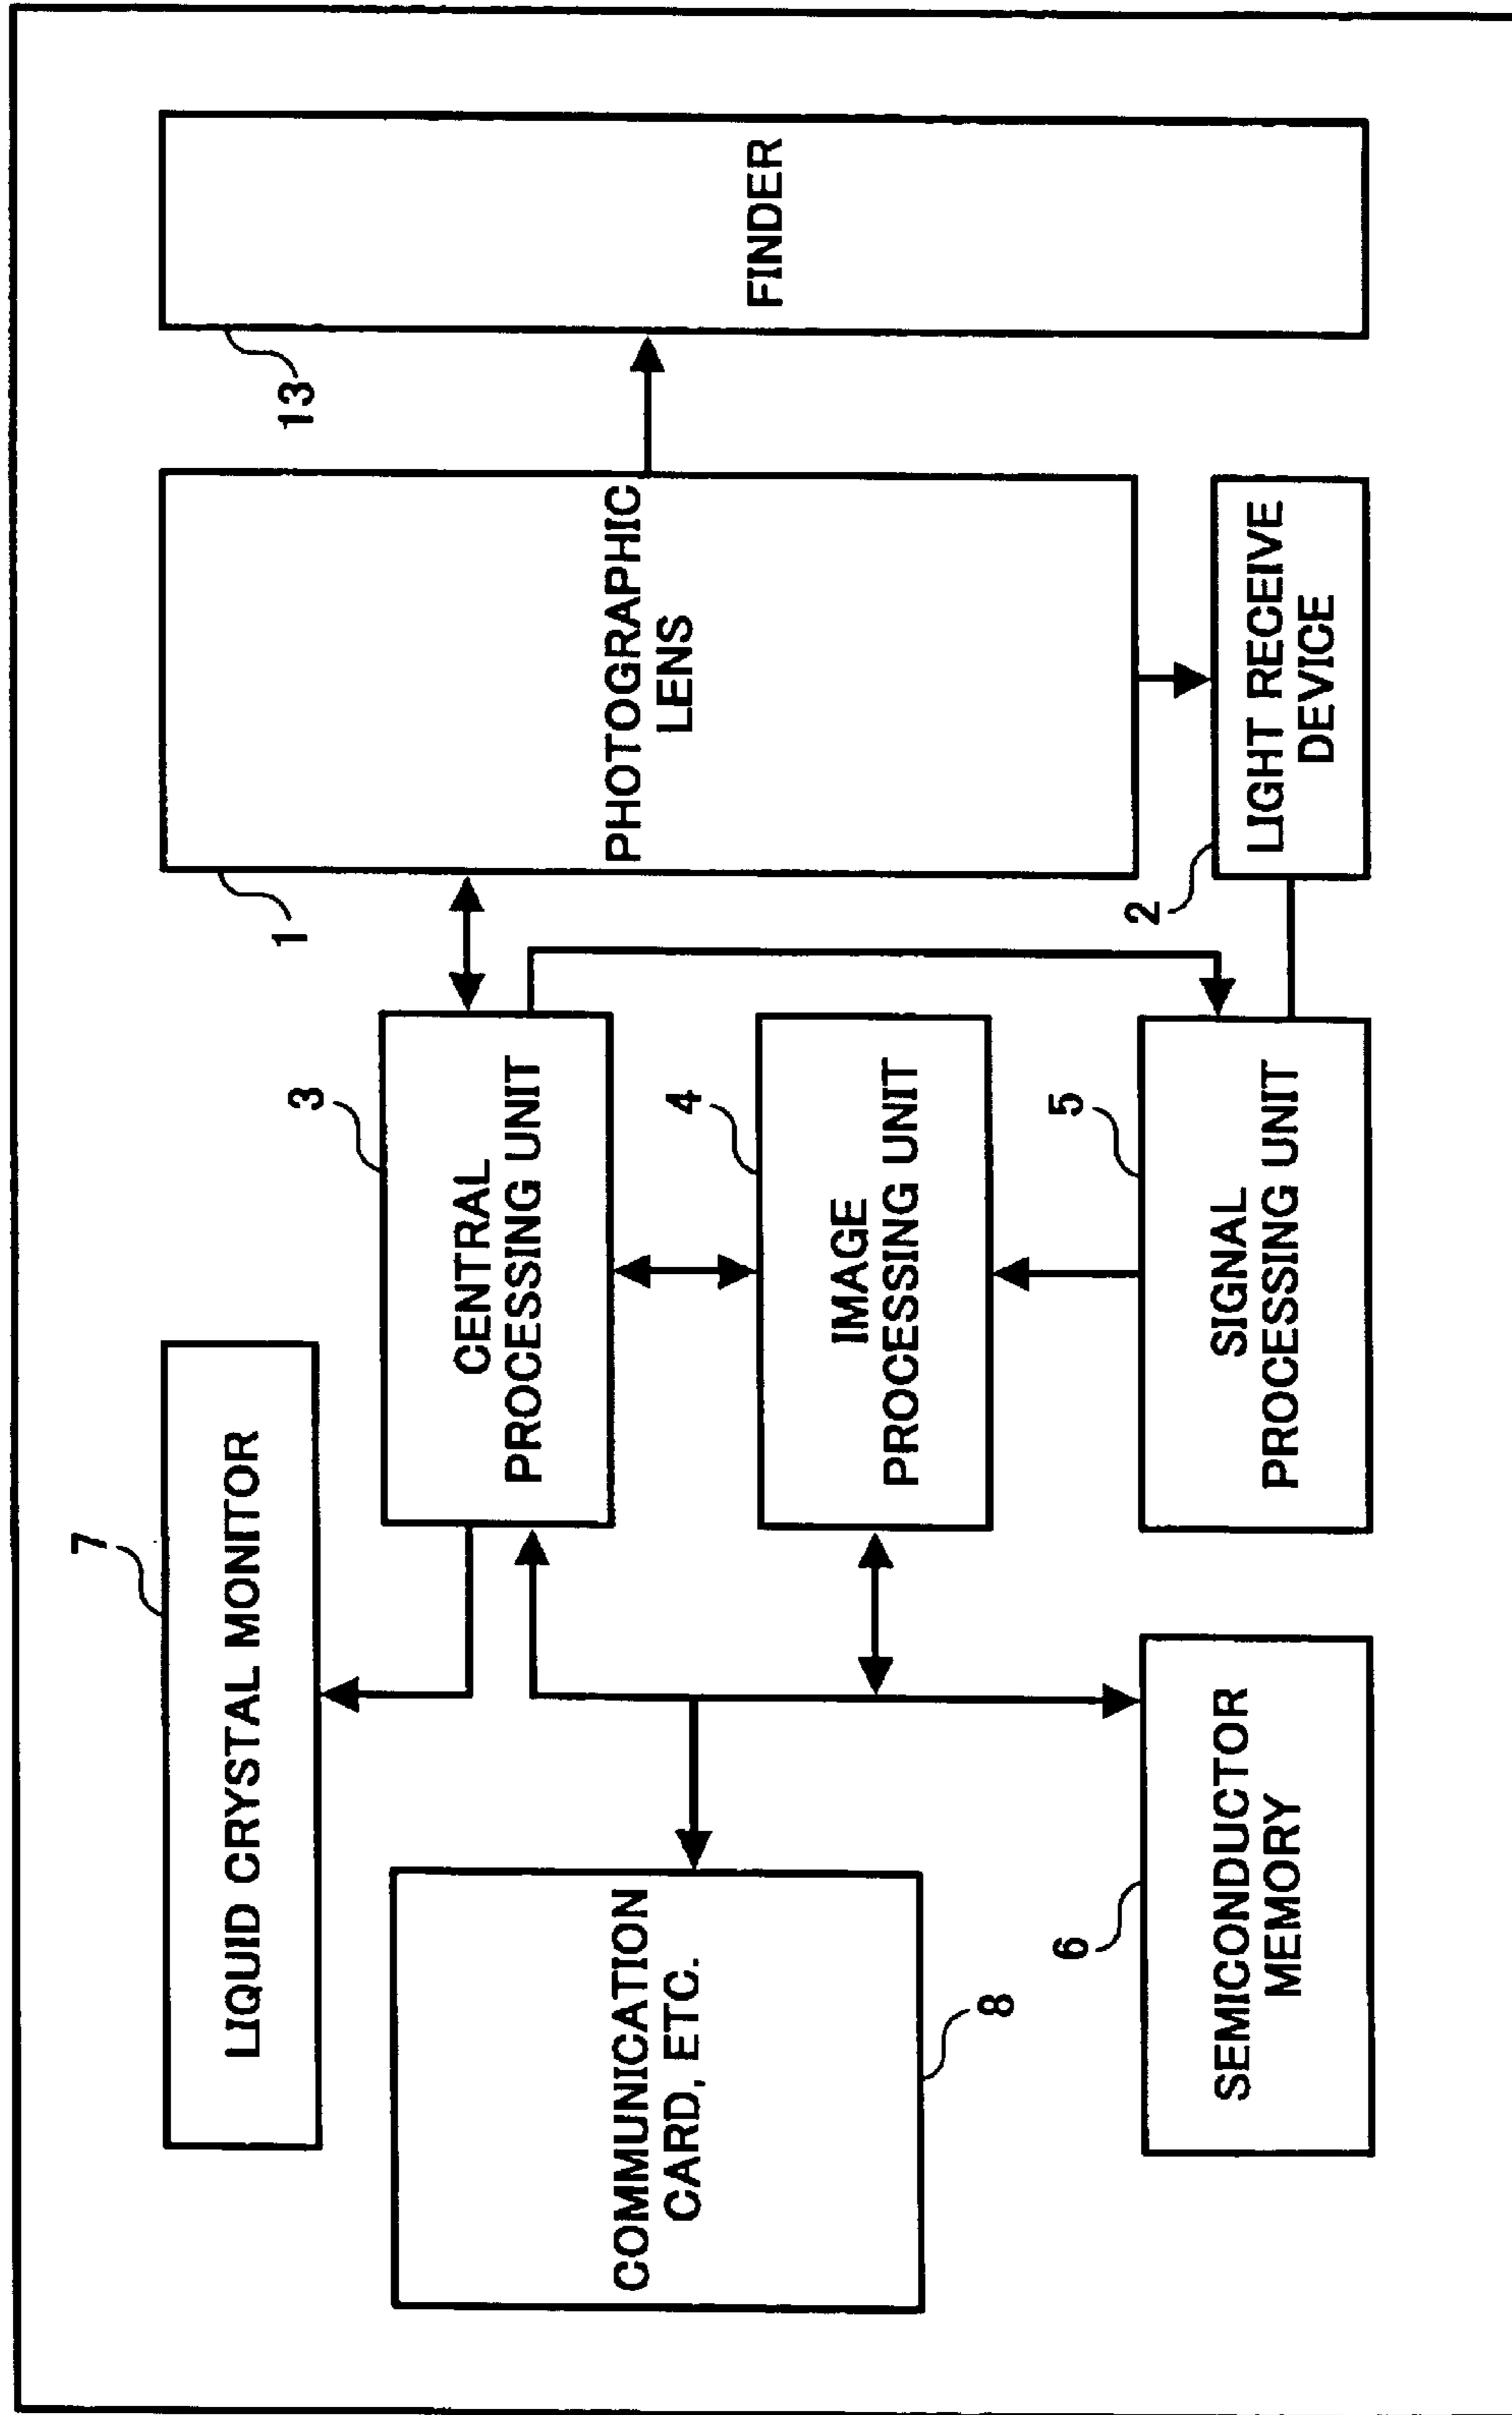 7
LIQUID CRYSTAL MONITOR
COMMUNICATION
CARD, ETC.
8
3
CENTRAL
PROCESSING UNIT
4
IMAGE
PROCESSING UNIT
5
SIGNAL
PROCESSING UNIT
6
SEMICONDUCTOR
MEMORY
1
PHOTOGRAPHIC
LENS
2
LIGHT RECEIVE
DEVICE
13
FINDER